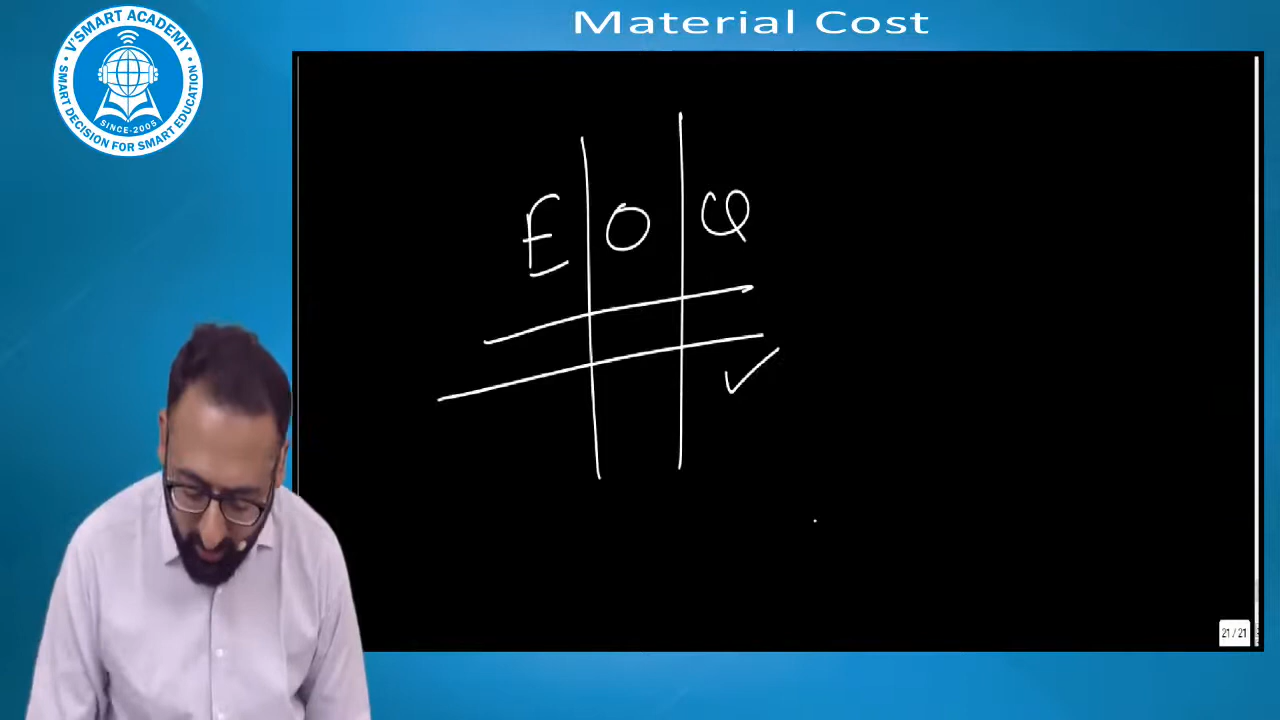 Material Cost
V'SMART ACADEMY
SMART DECISION FOR SMART EDUCATION
SINCE-2005
E O Q
21 / 21